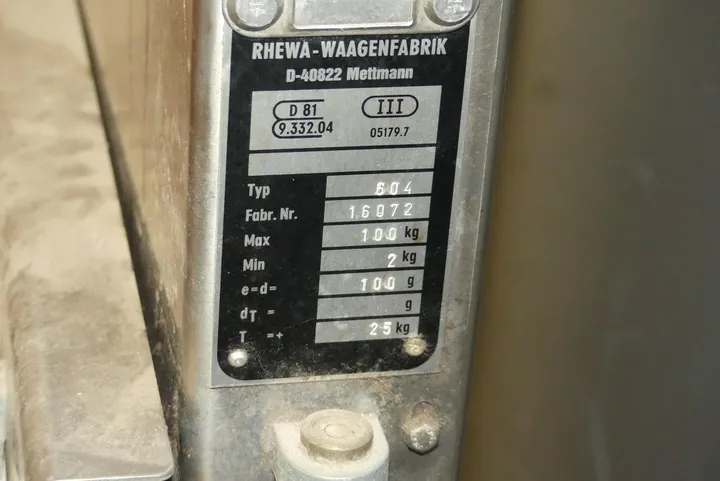 RHEWA-WAAGENFABRIK
D-40822 Mettmann
D 81 III
9.332.04 05179.7
Typ 604
Fabr. Nr. 16072
Max 100 kg
Min 2 kg
e=d= 100 g
dT = g
T =+ 25 kg